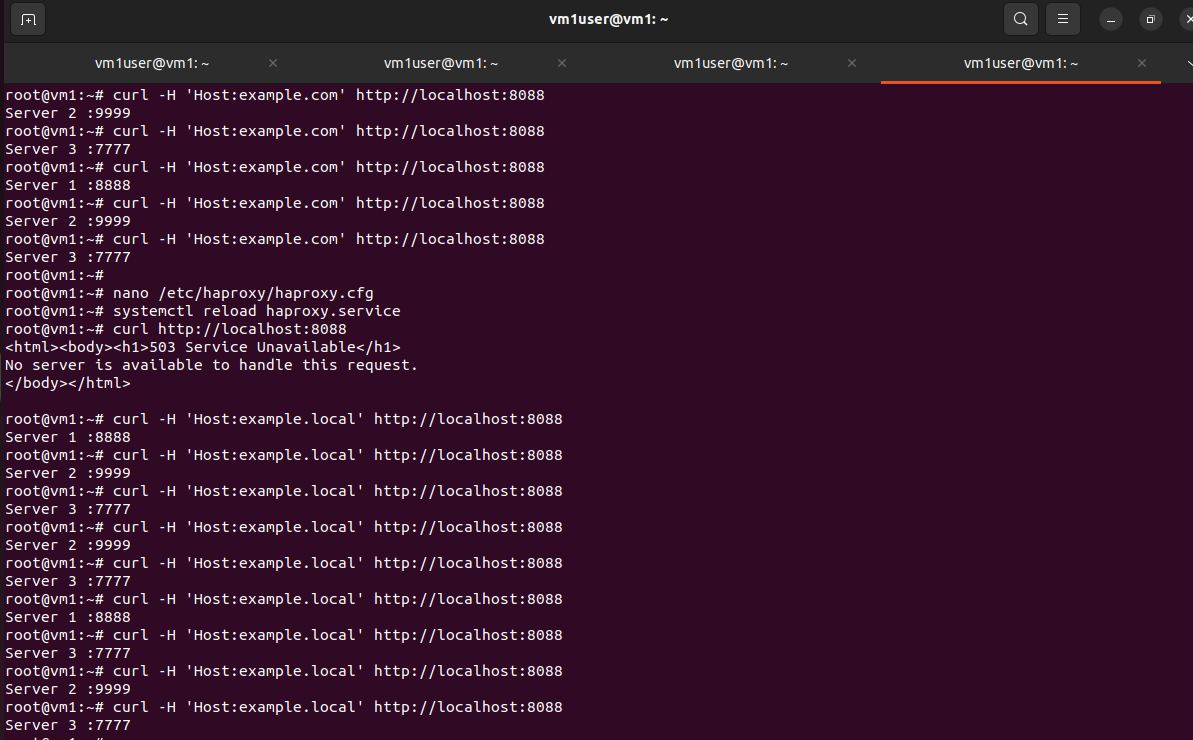 vm1user@vm1: ~
vm1user@vm1: ~ vm1user@vm1: ~ vm1user@vm1: ~ vm1user@vm1: ~
root@vm1:~# curl -H 'Host:example.com' http://localhost:8088
Server 2 :9999
root@vm1:~# curl -H 'Host:example.com' http://localhost:8088
Server 3 :7777
root@vm1:~# curl -H 'Host:example.com' http://localhost:8088
Server 1 :8888
root@vm1:~# curl -H 'Host:example.com' http://localhost:8088
Server 2 :9999
root@vm1:~# curl -H 'Host:example.com' http://localhost:8088
Server 3 :7777
root@vm1:~#
root@vm1:~# nano /etc/haproxy/haproxy.cfg
root@vm1:~# systemctl reload haproxy.service
root@vm1:~# curl http://localhost:8088
<html><body><h1>503 Service Unavailable</h1>
No server is available to handle this request.
</body></html>
root@vm1:~# curl -H 'Host:example.local' http://localhost:8088
Server 1 :8888
root@vm1:~# curl -H 'Host:example.local' http://localhost:8088
Server 2 :9999
root@vm1:~# curl -H 'Host:example.local' http://localhost:8088
Server 3 :7777
root@vm1:~# curl -H 'Host:example.local' http://localhost:8088
Server 2 :9999
root@vm1:~# curl -H 'Host:example.local' http://localhost:8088
Server 3 :7777
root@vm1:~# curl -H 'Host:example.local' http://localhost:8088
Server 1 :8888
root@vm1:~# curl -H 'Host:example.local' http://localhost:8088
Server 3 :7777
root@vm1:~# curl -H 'Host:example.local' http://localhost:8088
Server 2 :9999
root@vm1:~# curl -H 'Host:example.local' http://localhost:8088
Server 3 :7777